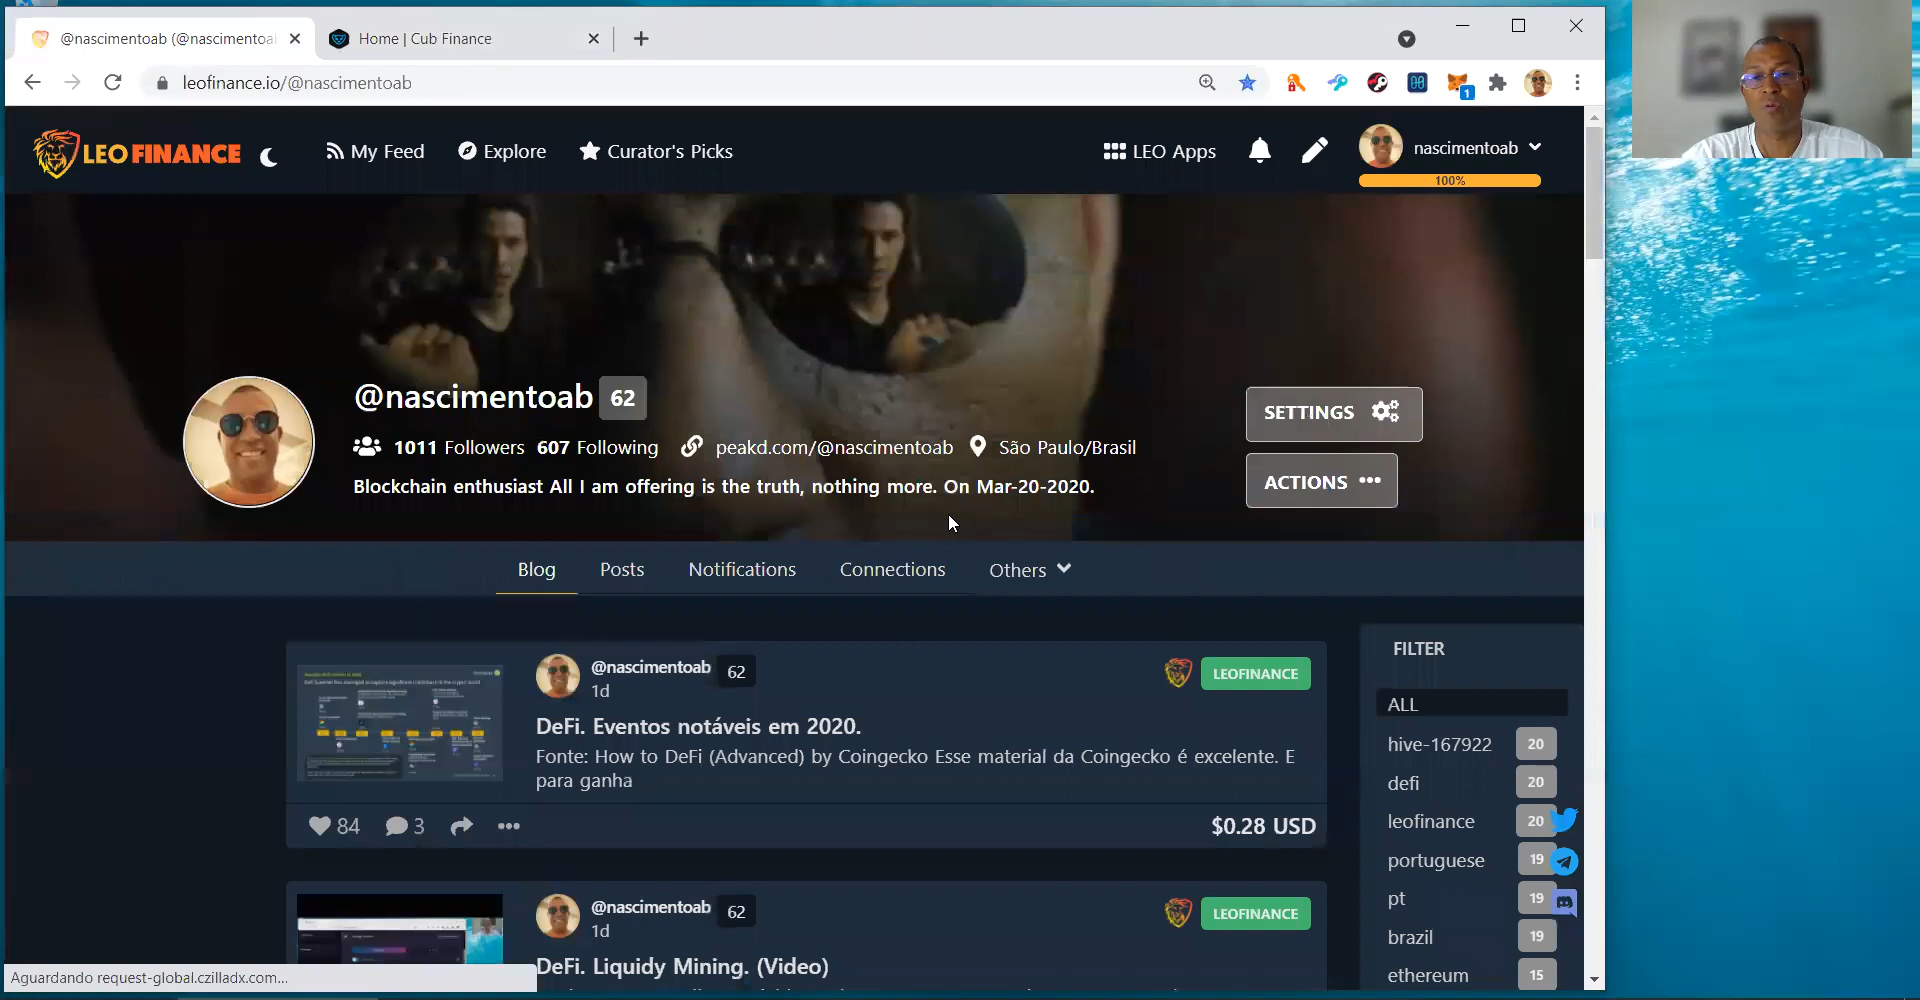 @nascimentoab (@nascimentoa
Home | Cub Finance
leofinance.io/@nascimentoab
1
LEOFINANCE
My Feed
Explore
Curator's Picks
LEO Apps
nascimentoab
100%
@nascimentoab 62
1011 Followers 607 Following
peakd.com/@nascimentoab
São Paulo/Brasil
Blockchain enthusiast All I am offering is the truth, nothing more. On Mar-20-2020.
SETTINGS
ACTIONS
Blog
Posts
Notifications
Connections
Others
@nascimentoab 62
1d
LEOFINANCE
DeFi. Eventos notáveis em 2020.
Fonte: How to DeFi (Advanced) by Coingecko Esse material da Coingecko é excelente. E
para ganha
84
3
$0.28 USD
@nascimentoab 62
1d
LEOFINANCE
DeFi. Liquidy Mining. (Video)
FILTER
ALL
hive-167922 20
defi 20
leofinance 20
portuguese 19
pt 19
brazil 19
ethereum 15
Aguardando request-global.czilladx.com...